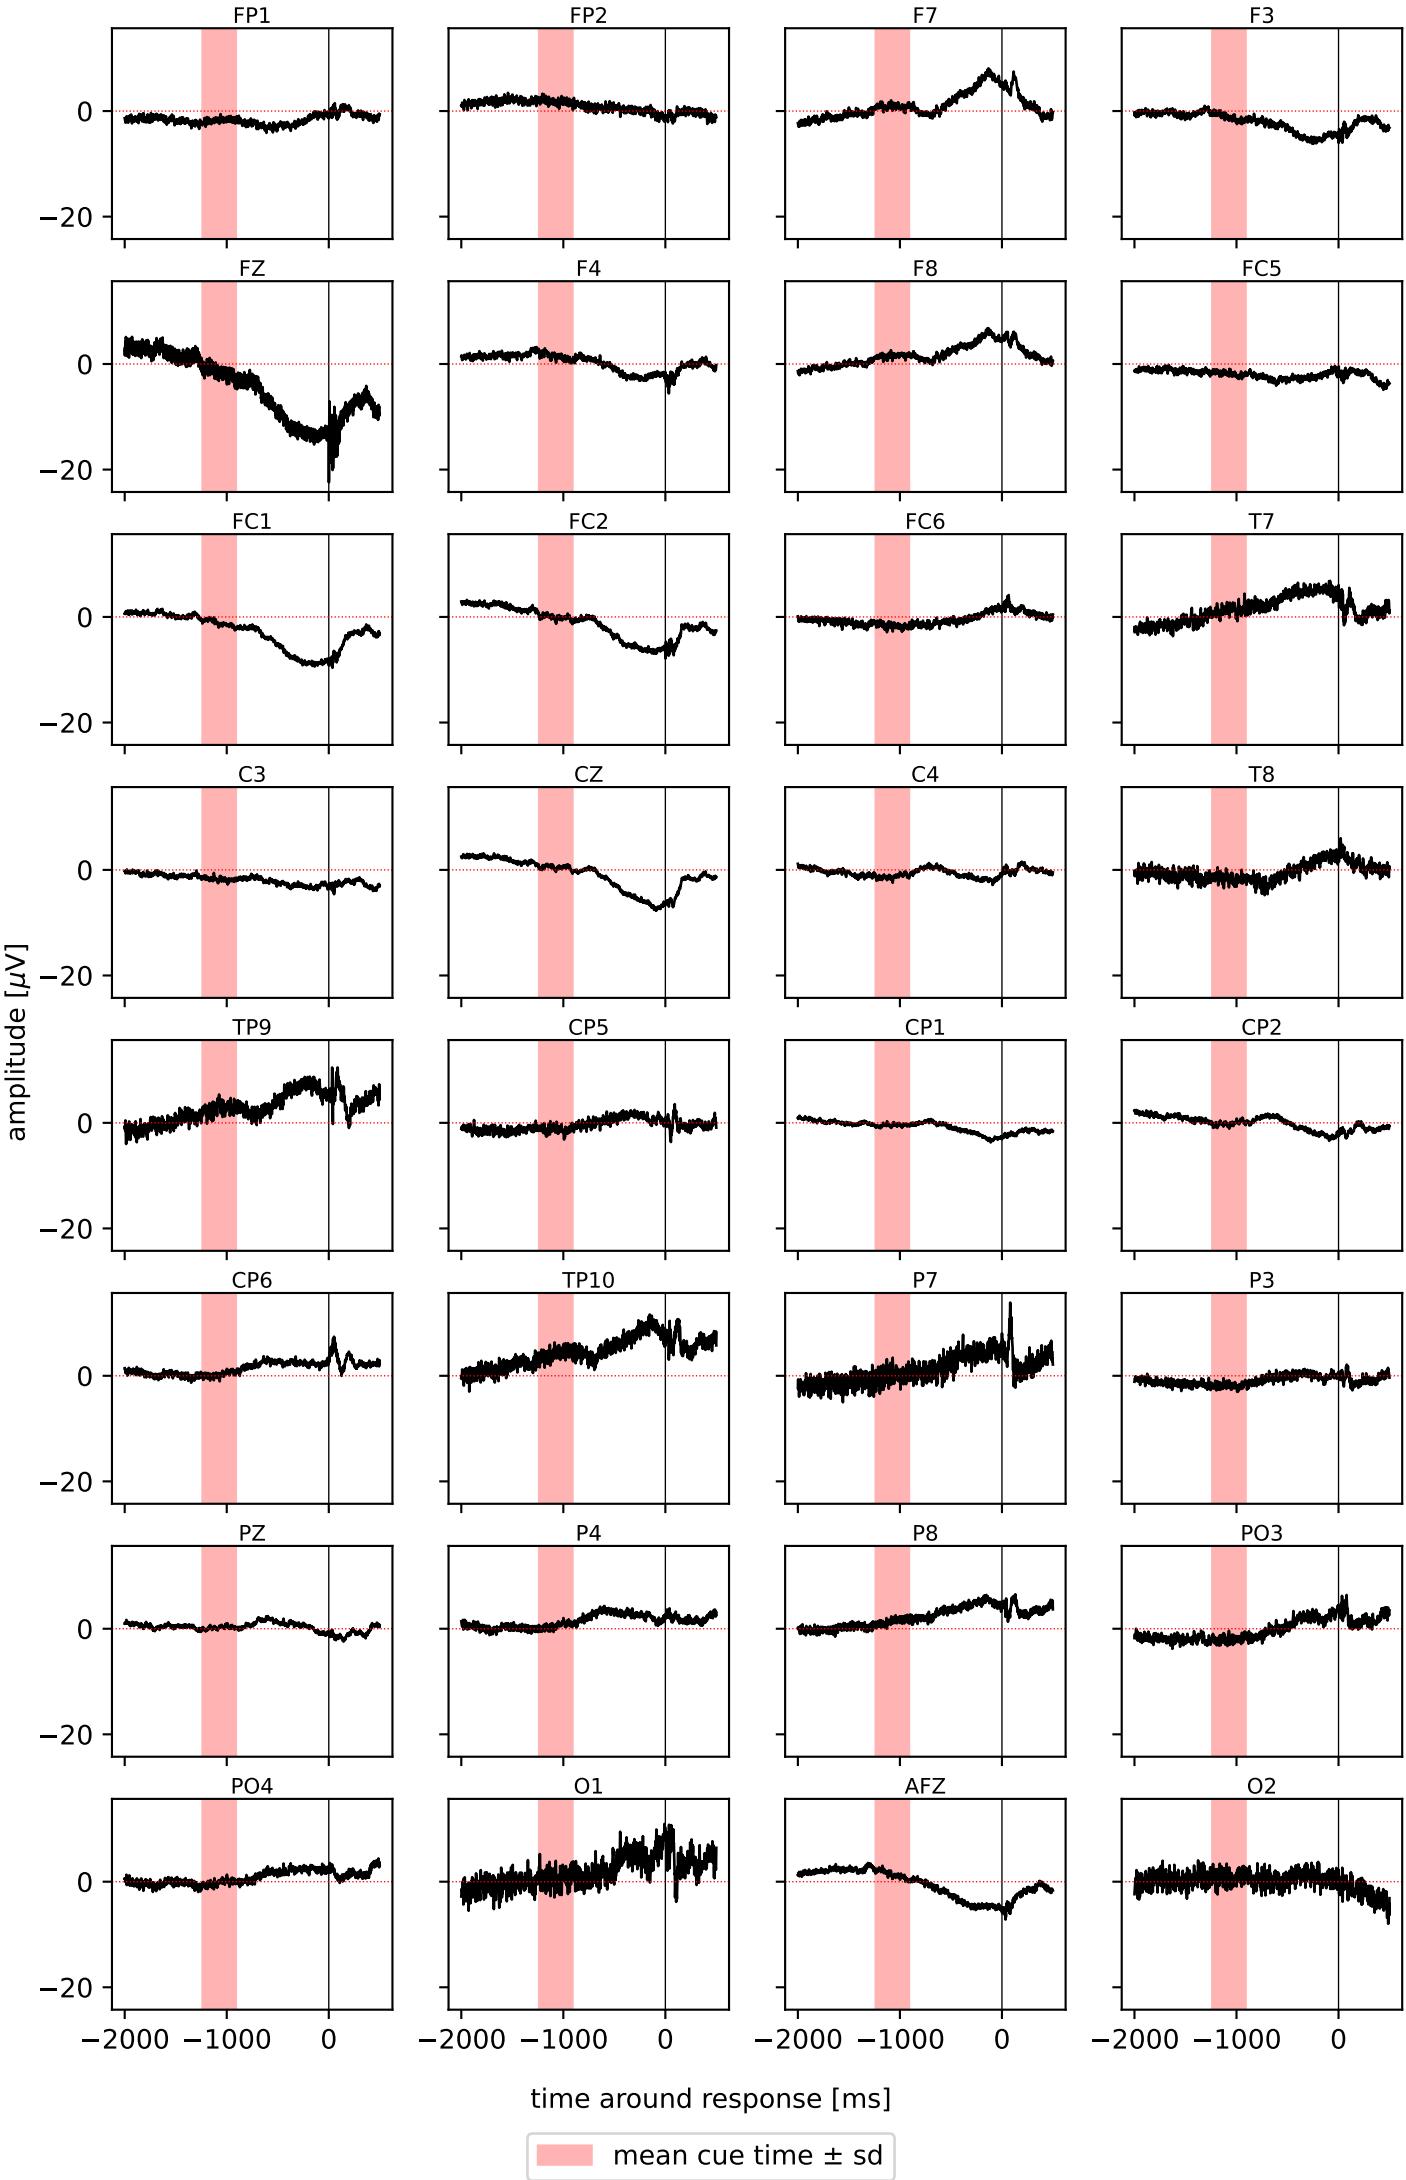 FP1 FP2 F7 F3
0
−20
FZ F4 F8 FC5
0
−20
FC1 FC2 FC6 T7
0
−20
C3 CZ C4 T8
0
−20
TP9 CP5 CP1 CP2
0
−20
CP6 TP10 P7 P3
0
−20
PZ P4 P8 PO3
0
−20
PO4 O1 AFZ O2
0
−20
−2000 −1000 0 −2000 −1000 0 −2000 −1000 0 −2000 −1000 0
amplitude [μV]
time around response [ms]
mean cue time ± sd